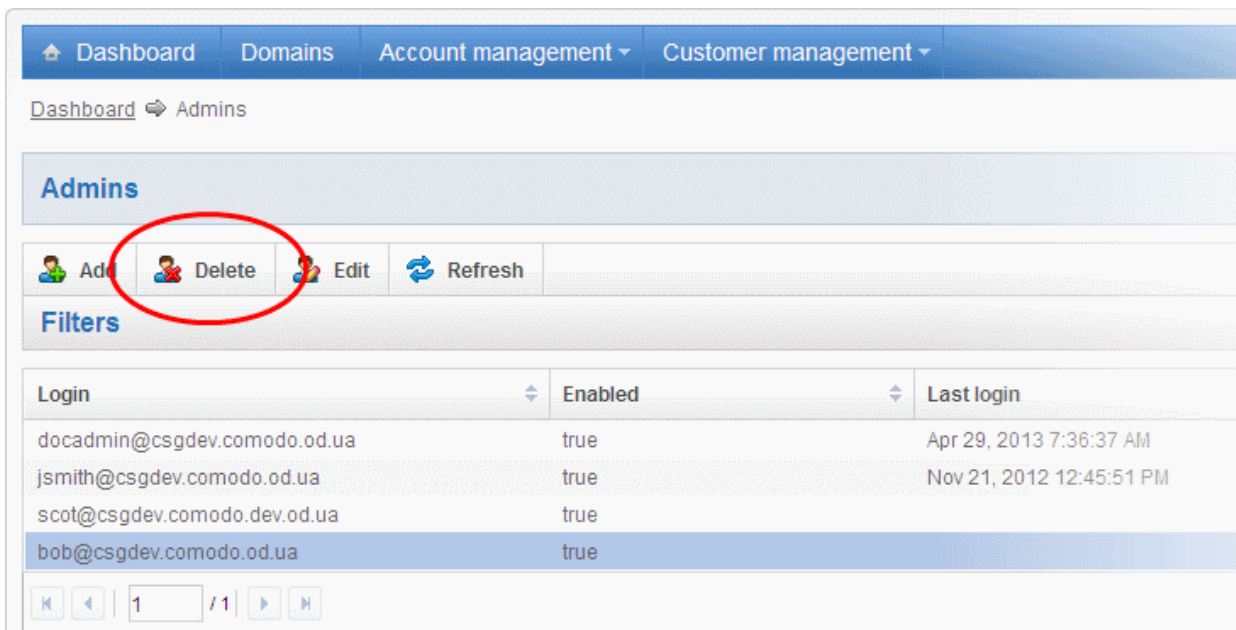 Dashboard Domains Account management Customer management
Dashboard Admins
Admins
Add Delete Edit Refresh
Filters
Login Enabled Last login
docadmin@csgdev.comodo.od.ua true Apr 29, 2013 7:36:37 AM
jsmith@csgdev.comodo.od.ua true Nov 21, 2012 12:45:51 PM
scot@csgdev.comodo.dev.od.ua true
bob@csgdev.comodo.od.ua true
1 / 1